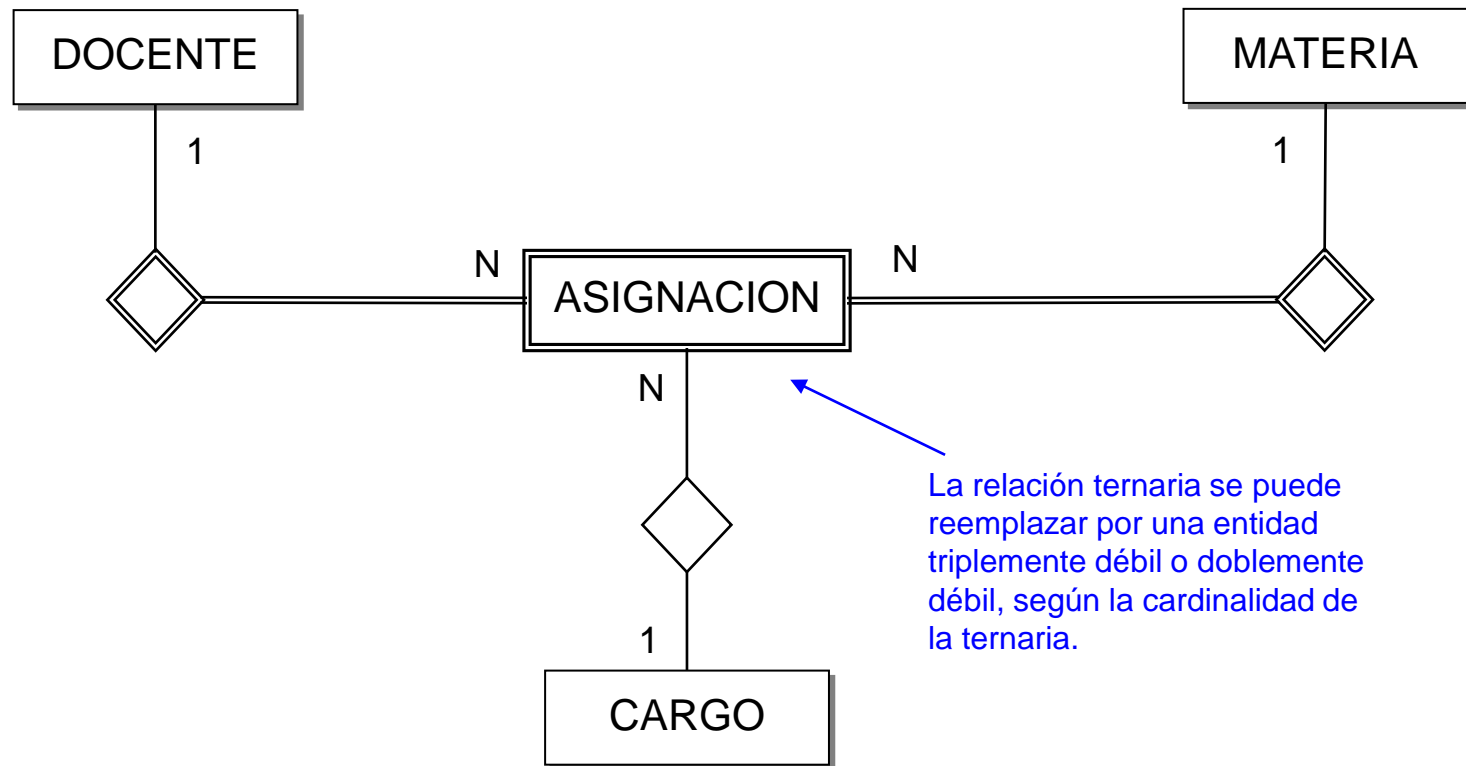 DOCENTE
MATERIA
1
1
N
N
ASIGNACION
N
La relación ternaria se puede
reemplazar por una entidad
triplemente débil o doblemente
débil, según la cardinalidad de
la ternaria.
1
CARGO